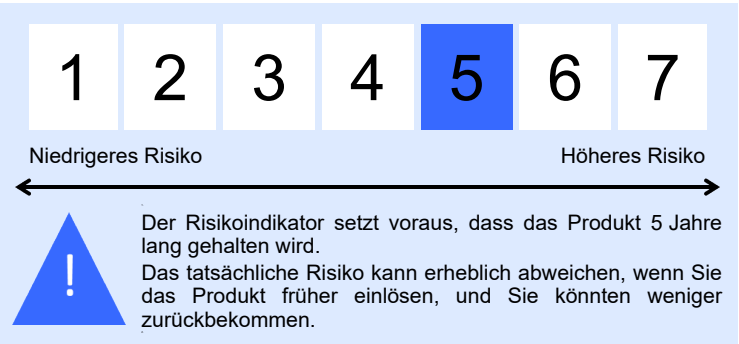 1 2 3 4 5 6 7
Niedrigeres Risiko Höheres Risiko
Der Risikoindikator setzt voraus, dass das Produkt 5 Jahre
lang gehalten wird.
!
Das tatsächliche Risiko kann erheblich abweichen, wenn Sie
das Produkt früher einlösen, und Sie könnten weniger
zurückbekommen.